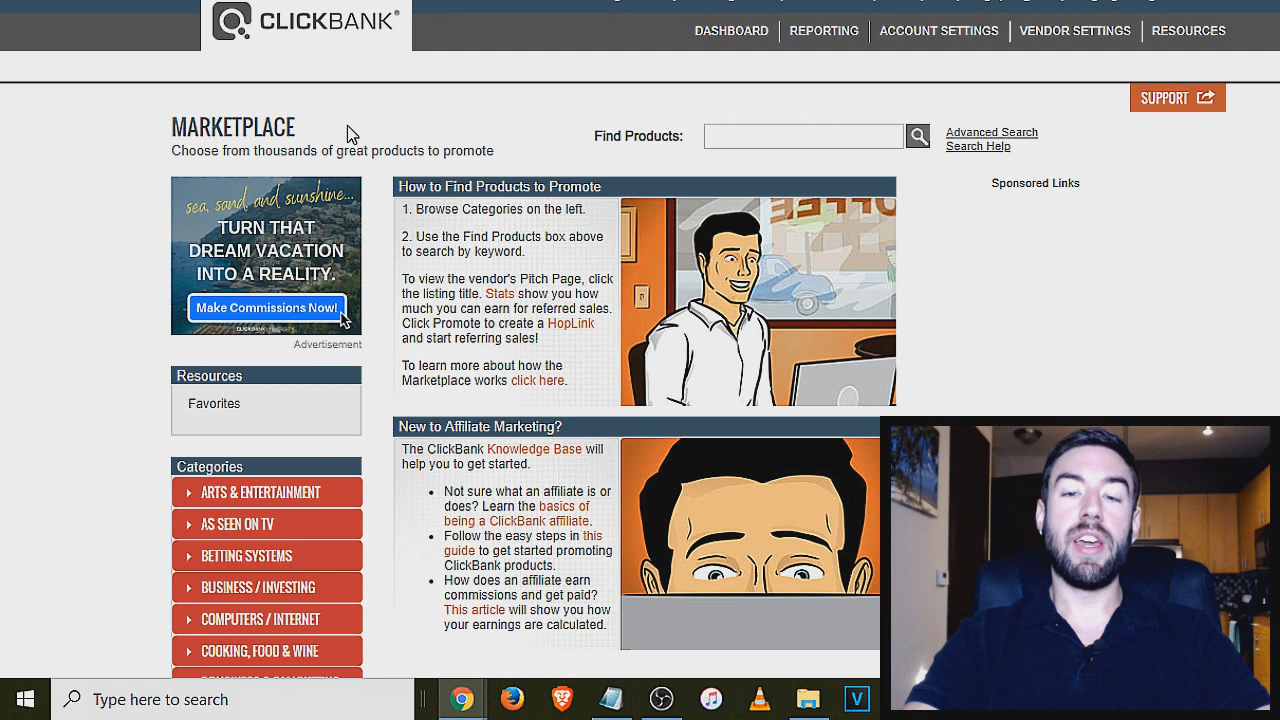 CLICKBANK®
DASHBOARD
REPORTING
ACCOUNT SETTINGS
VENDOR SETTINGS
RESOURCES
SUPPORT
MARKETPLACE
Choose from thousands of great products to promote
Find Products:
Advanced Search
Search Help
Sponsored Links
sea, sand, and sunshine...
TURN THAT
DREAM VACATION
INTO A REALITY.
Make Commissions Now!
CLICKBANK UNIVERSITY
Advertisement
Resources
Favorites
Categories
ARTS & ENTERTAINMENT
AS SEEN ON TV
BETTING SYSTEMS
BUSINESS / INVESTING
COMPUTERS / INTERNET
COOKING, FOOD & WINE
How to Find Products to Promote
1. Browse Categories on the left.
2. Use the Find Products box above
to search by keyword.
To view the vendor's Pitch Page, click
the listing title. Stats show you how
much you can earn for referred sales.
Click Promote to create a HopLink
and start referring sales!
To learn more about how the
Marketplace works click here.
New to Affiliate Marketing?
The ClickBank Knowledge Base will
help you to get started.
Not sure what an affiliate is or
does? Learn the basics of
being a ClickBank affiliate.
Follow the easy steps in this
guide to get started promoting
ClickBank products.
How does an affiliate earn
commissions and get paid?
This article will show you how
your earnings are calculated.
Type here to search
V